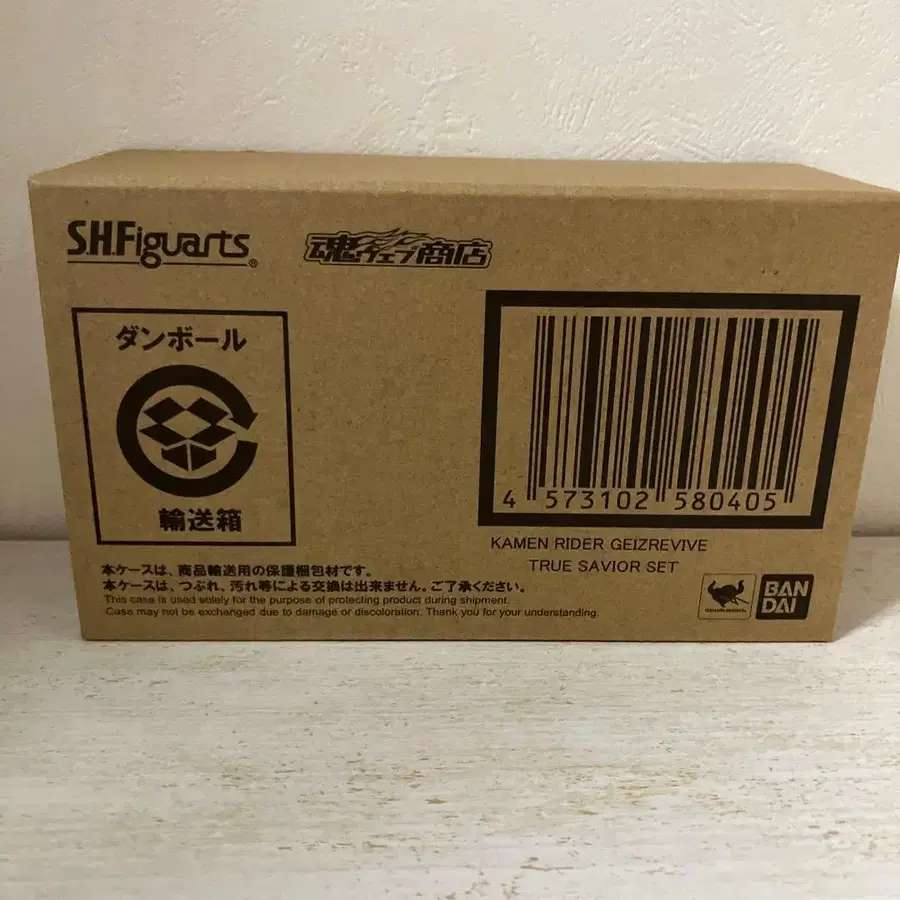 S.H.Figuarts ®
魂ウェブ商店
ダンボール
輸送箱
4 573102 580405
KAMEN RIDER GEIZREVIVE
TRUE SAVIOR SET
本ケースは、商品輸送用の保護梱包材です。
本ケースは、つぶれ、汚れ等による交換は出来ません。ご了承ください。
This case is used solely for the purpose of protecting product during shipment.
Case may not be exchanged due to damage or discoloration. Thank you for your understanding.
BAN
DAI